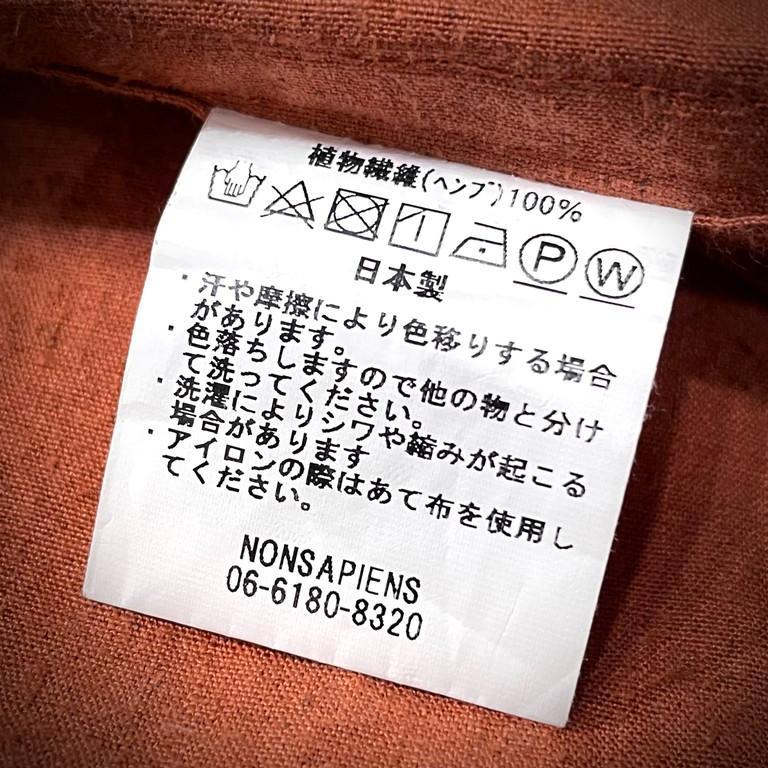 植物繊維(ヘンプ)100%
P W
日本製
・汗や摩擦により色移りする場合
があります。
・色落ちしますので他の物と分け
て洗ってください。
・洗濯によりシワや縮みが起こる
場合があります
・アイロンの際はあて布を使用し
てください。
NONSAPIENS
06-6180-8320